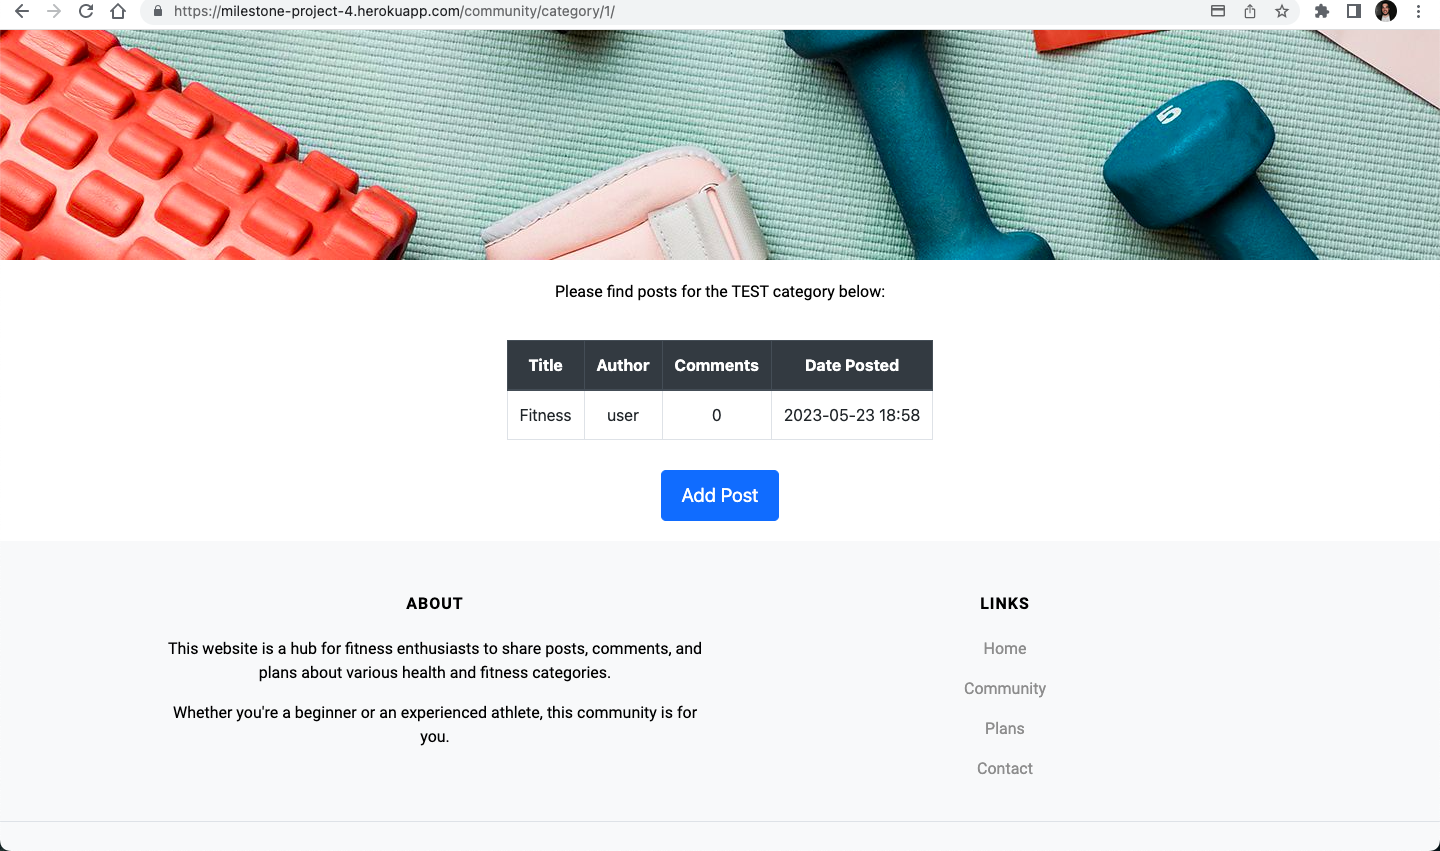 https://milestone-project-4.herokuapp.com/community/category/1/
5
Please find posts for the TEST category below:
Title Author Comments Date Posted
Fitness user 0 2023-05-23 18:58
Add Post
ABOUT
This website is a hub for fitness enthusiasts to share posts, comments, and
plans about various health and fitness categories.
Whether you're a beginner or an experienced athlete, this community is for
you.
LINKS
Home
Community
Plans
Contact